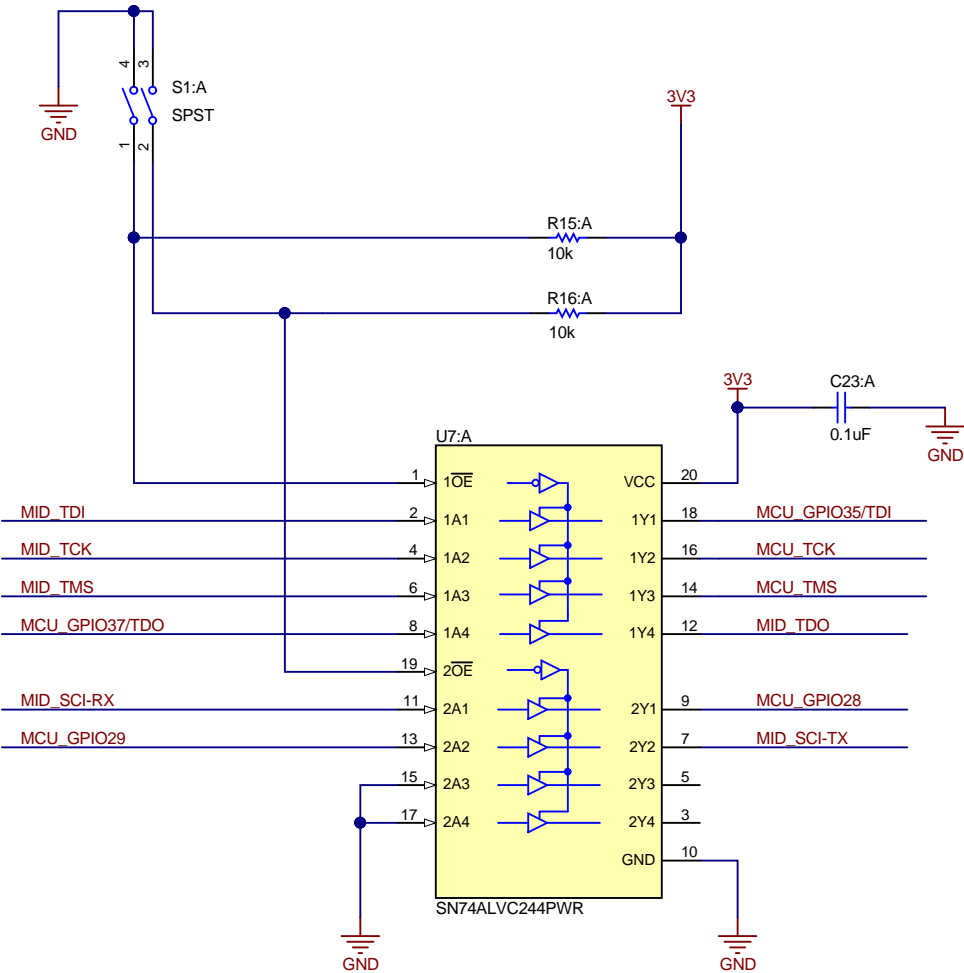 4
3
S1:A
SPST
GND
1
2
3V3
R15:A
10k
R16:A
10k
3V3
C23:A
0.1uF
GND
U7:A
1 1OE VCC 20
MID_TDI 2 1A1 1Y1 18 MCU_GPIO35/TDI
MID_TCK 4 1A2 1Y2 16 MCU_TCK
MID_TMS 6 1A3 1Y3 14 MCU_TMS
MCU_GPIO37/TDO 8 1A4 1Y4 12 MID_TDO
19 2OE
MID_SCI-RX 11 2A1 2Y1 9 MCU_GPIO28
MCU_GPIO29 13 2A2 2Y2 7 MID_SCI-TX
15 2A3 2Y3 5
17 2A4 2Y4 3
GND 10
SN74ALVC244PWR
GND
GND